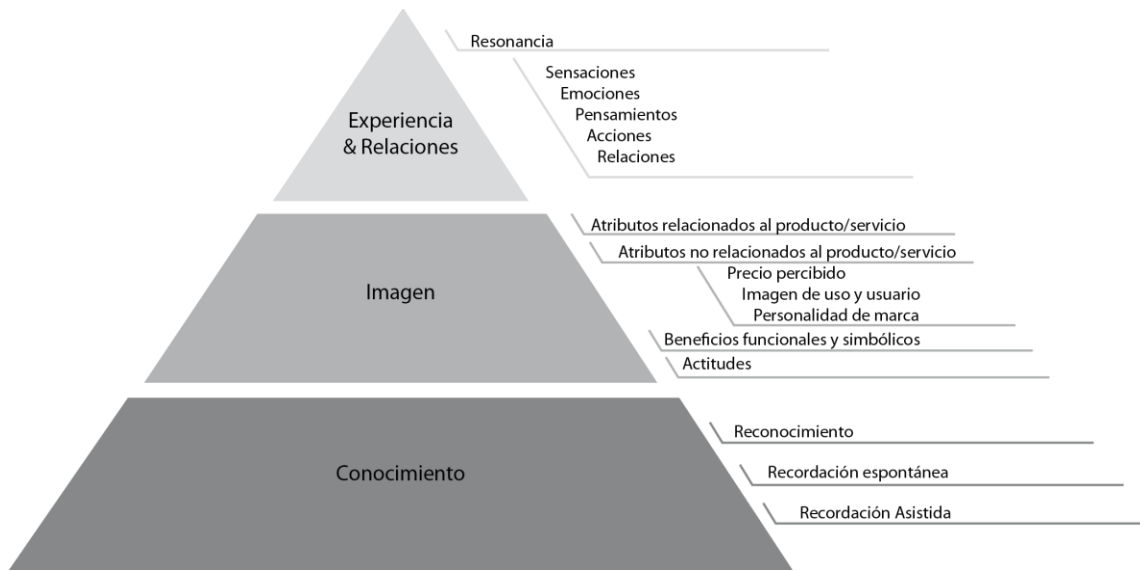 Resonancia
Sensaciones
Emociones
Pensamientos
Acciones
Relaciones
Experiencia
& Relaciones
Atributos relacionados al producto/servicio
Atributos no relacionados al producto/servicio
Precio percibido
Imagen de uso y usuario
Personalidad de marca
Beneficios funcionales y simbólicos
Actitudes
Imagen
Reconocimiento
Recordación espontánea
Recordación Asistida
Conocimiento